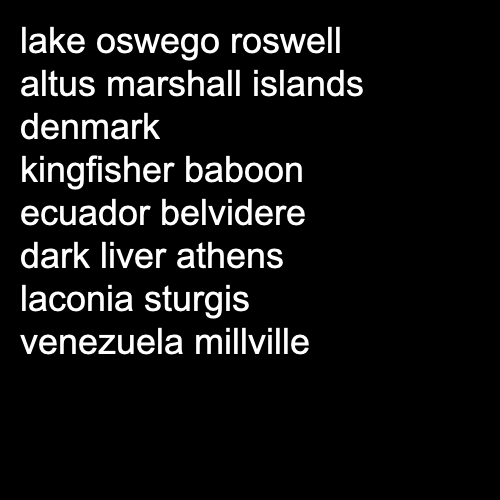 lake oswego roswell
altus marshall islands
denmark
kingfisher baboon
ecuador belvidere
dark liver athens
laconia sturgis
venezuela millville